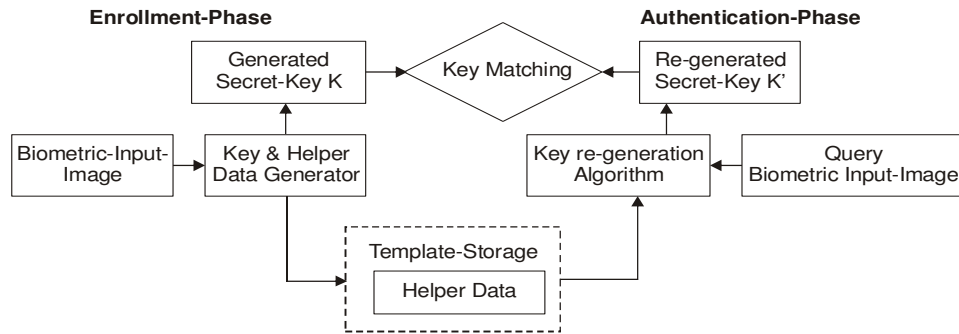 Enrollment-Phase
Authentication-Phase
Generated
Secret-Key K
Key Matching
Re-generated
Secret-Key K’
Biometric-Input-
Image
Key & Helper
Data Generator
Key re-generation
Algorithm
Query
Biometric Input-Image
Template-Storage
Helper Data